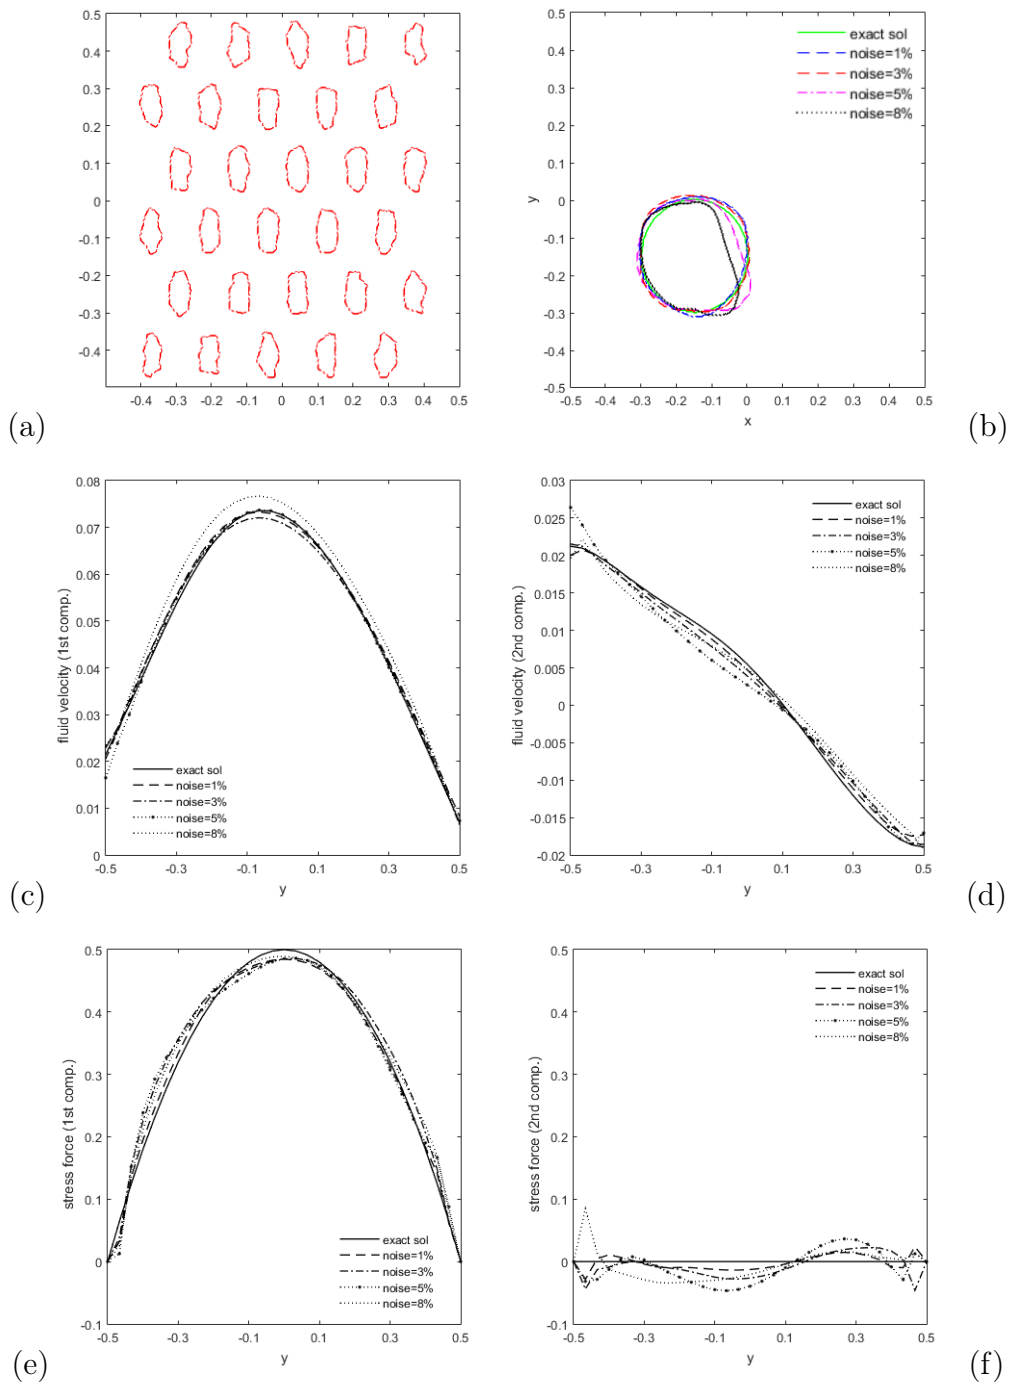 0.5
0.4
0.3
0.2
0.1
0
-0.1
-0.2
-0.3
-0.4
-0.4 -0.3 -0.2 -0.1 0 0.1 0.2 0.3 0.4 0.5
(a)
0.5
0.4
0.3
0.2
0.1
0
-0.1
-0.2
-0.3
-0.4
-0.5
y
-0.5 -0.4 -0.3 -0.2 -0.1 0 0.1 0.2 0.3 0.4 0.5
x
exact sol
noise=1%
noise=3%
noise=5%
noise=8%
(b)
0.08
0.07
0.06
0.05
0.04
0.03
0.02
0.01
0
fluid velocity (1st comp.)
-0.5 -0.3 -0.1 0.1 0.3 0.5
y
exact sol
noise=1%
noise=3%
noise=5%
noise=8%
(c)
0.03
0.025
0.02
0.015
0.01
0.005
0
-0.005
-0.01
-0.015
-0.02
fluid velocity (2nd comp.)
-0.5 -0.3 -0.1 0.1 0.3 0.5
y
exact sol
noise=1%
noise=3%
noise=5%
noise=8%
(d)
0.5
0.4
0.3
0.2
0.1
0
-0.1
stress force (1st comp.)
-0.5 -0.3 -0.1 0.1 0.3 0.5
y
exact sol
noise=1%
noise=3%
noise=5%
noise=8%
(e)
0.5
0.4
0.3
0.2
0.1
0
-0.1
stress force (2nd comp.)
-0.5 -0.3 -0.1 0.1 0.3 0.5
y
exact sol
noise=1%
noise=3%
noise=5%
noise=8%
(f)